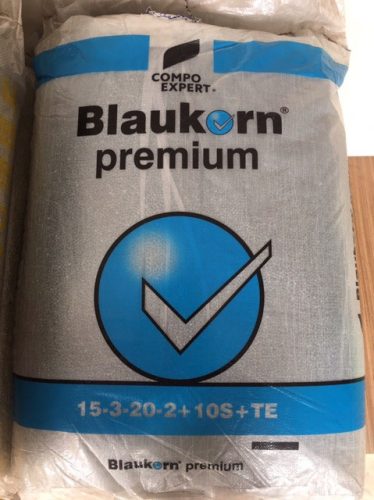 COMPO
EXPERT
Blaukorn®
premium
15-3-20-2+10S+TE
Blaukorn® premium